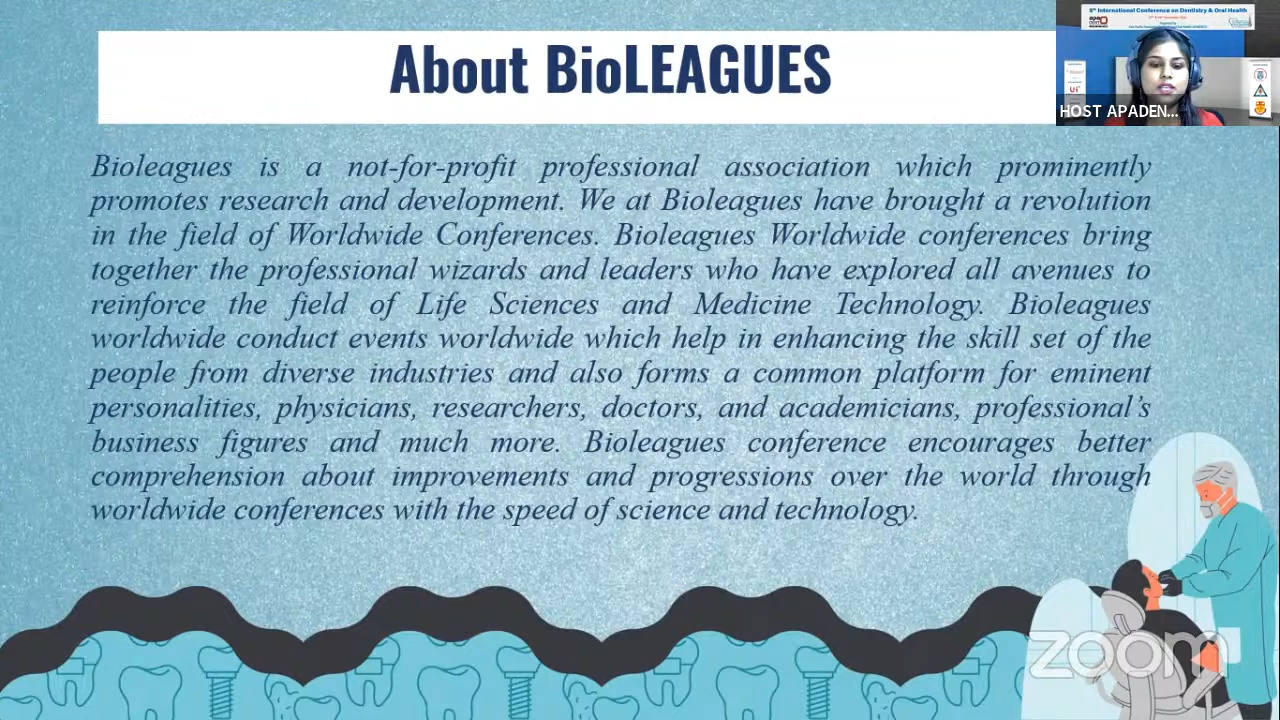 About BioLEAGUES
Bioleagues is a not-for-profit professional association which prominently
promotes research and development. We at Bioleagues have brought a revolution
in the field of Worldwide Conferences. Bioleagues Worldwide conferences bring
together the professional wizards and leaders who have explored all avenues to
reinforce the field of Life Sciences and Medicine Technology. Bioleagues
worldwide conduct events worldwide which help in enhancing the skill set of the
people from diverse industries and also forms a common platform for eminent
personalities, physicians, researchers, doctors, and academicians, professional’s
business figures and much more. Bioleagues conference encourages better
comprehension about improvements and progressions over the world through
worldwide conferences with the speed of science and technology.
International Conference on Dentistry & Oral Health
HOST APADEN...
zoom